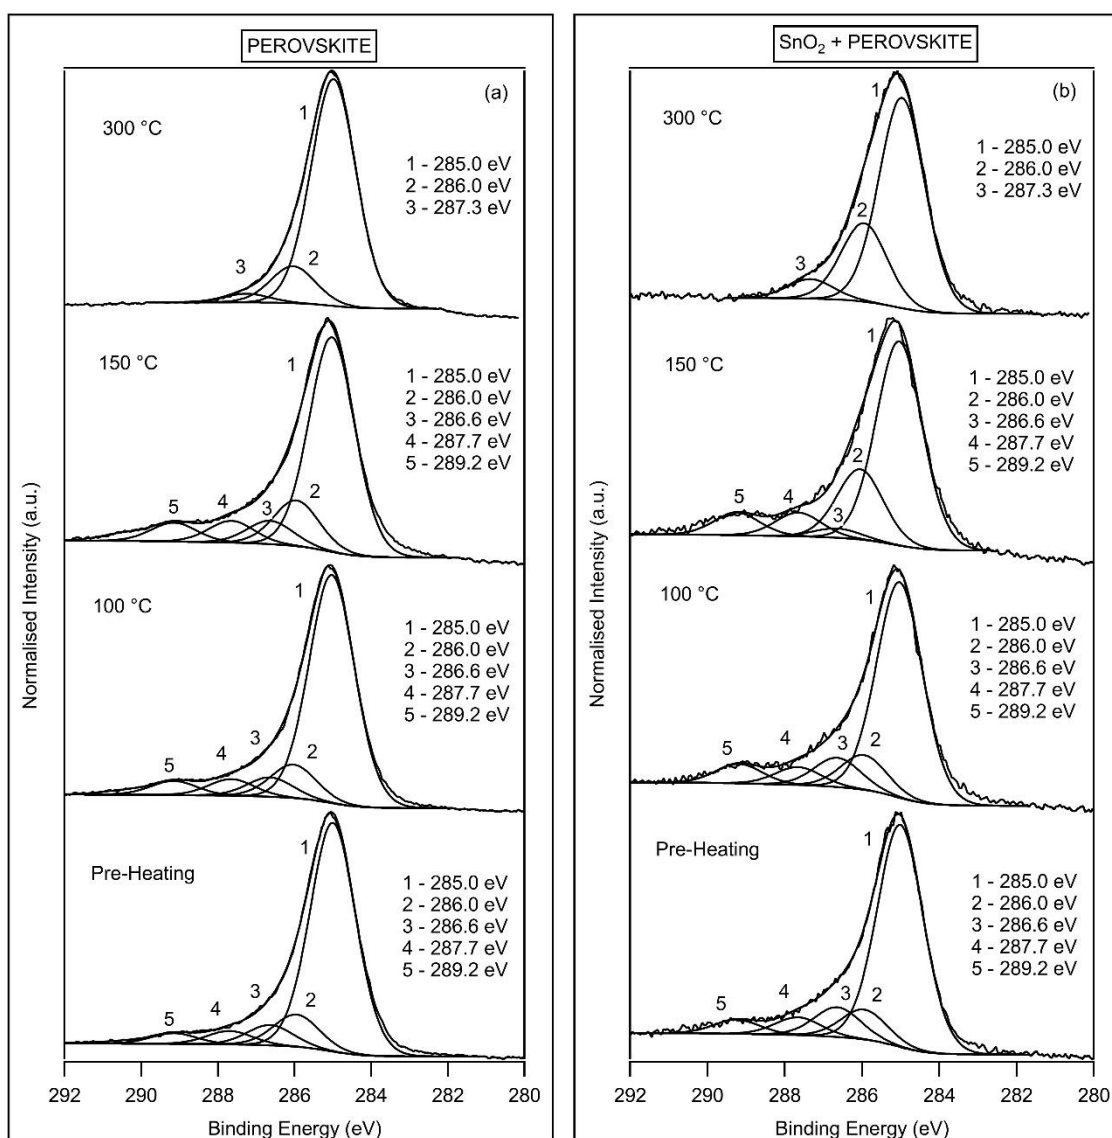 PEROVSKITE
(a)
300 °C
1
2
3
1 - 285.0 eV
2 - 286.0 eV
3 - 287.3 eV
150 °C
1
2
3
4
5
1 - 285.0 eV
2 - 286.0 eV
3 - 286.6 eV
4 - 287.7 eV
5 - 289.2 eV
100 °C
1
2
3
4
5
1 - 285.0 eV
2 - 286.0 eV
3 - 286.6 eV
4 - 287.7 eV
5 - 289.2 eV
Pre-Heating
1
2
3
4
5
1 - 285.0 eV
2 - 286.0 eV
3 - 286.6 eV
4 - 287.7 eV
5 - 289.2 eV
Normalised Intensity (a.u.)
292 290 288 286 284 282 280
Binding Energy (eV)
SnO₂ + PEROVSKITE
(b)
300 °C
1
2
3
1 - 285.0 eV
2 - 286.0 eV
3 - 287.3 eV
150 °C
1
2
3
4
5
1 - 285.0 eV
2 - 286.0 eV
3 - 286.6 eV
4 - 287.7 eV
5 - 289.2 eV
100 °C
1
2
3
4
5
1 - 285.0 eV
2 - 286.0 eV
3 - 286.6 eV
4 - 287.7 eV
5 - 289.2 eV
Pre-Heating
1
2
3
4
5
1 - 285.0 eV
2 - 286.0 eV
3 - 286.6 eV
4 - 287.7 eV
5 - 289.2 eV
Normalised Intensity (a.u.)
292 290 288 286 284 282 280
Binding Energy (eV)